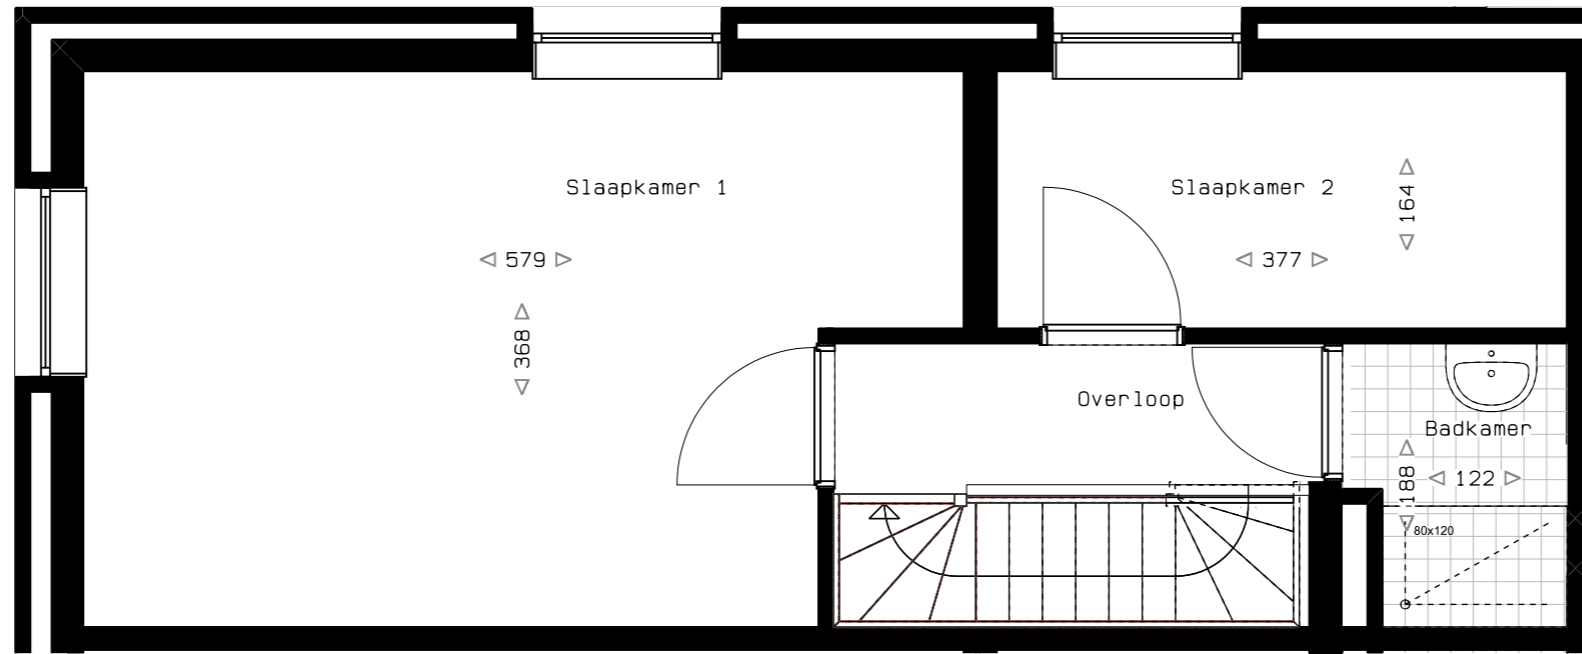 Slaapkamer 1
579
368
Slaapkamer 2
164
377
Overloop
Badkamer
188
122
80x120